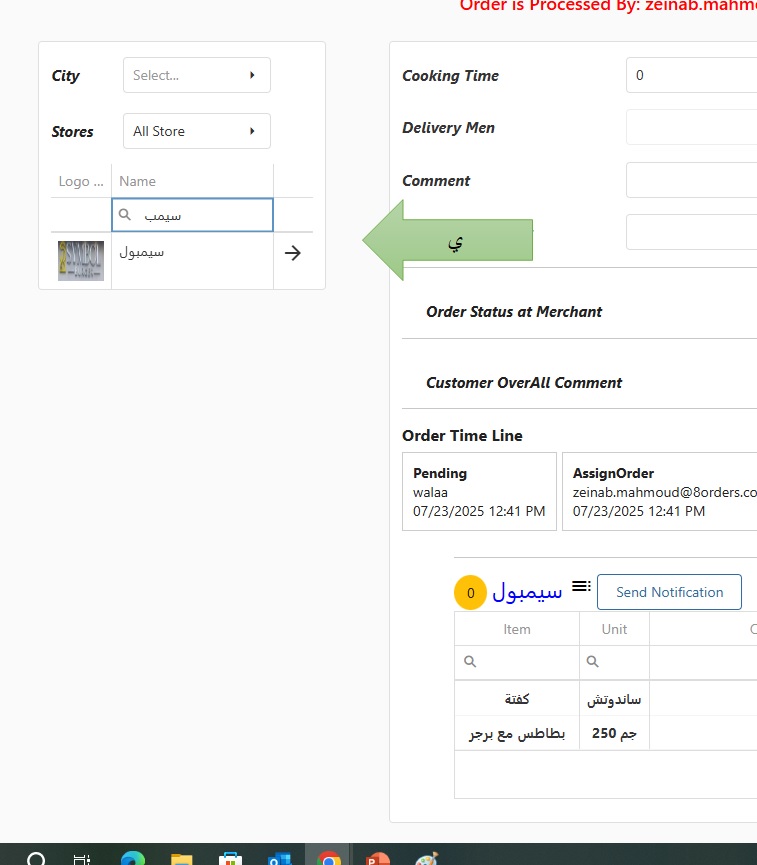 Order is Processed By: zeinab.mahm
City
Select...
Stores
All Store
Logo ...
Name
سيمب
سيمبول
Cooking Time
0
Delivery Men
Comment
ي
Order Status at Merchant
Customer OverAll Comment
Order Time Line
Pending
walaa
07/23/2025 12:41 PM
AssignOrder
zeinab.mahmoud@8orders.co
07/23/2025 12:41 PM
0
سيمبول
Send Notification
Item
Unit
كفتة
ساندوتش
بطاطس مع برجر
250 جم